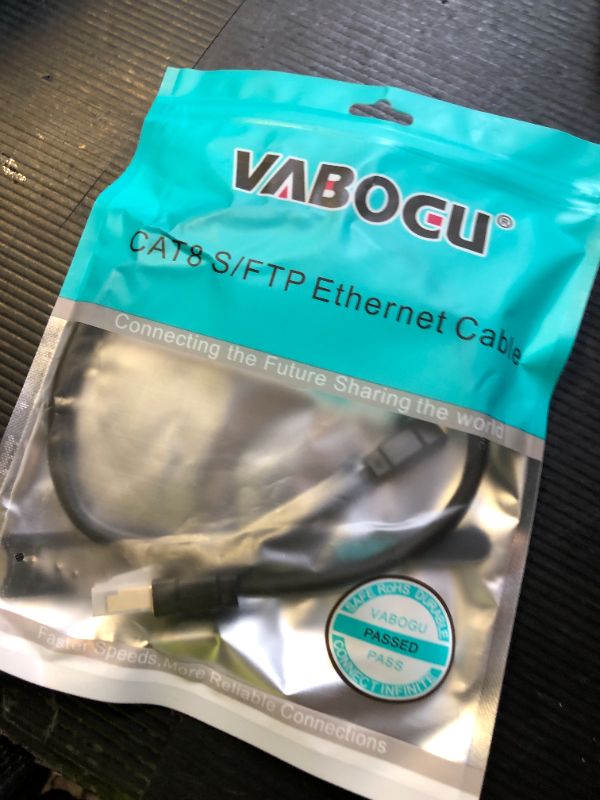 VABOGU®
CAT8 S/FTP Ethernet Cable
Connecting the Future Sharing the world
SAFE RoHS DURABLE
VABOGU
PASSED
PASS
CONNECT INFINITE
Faster Speeds,More Reliable Connections